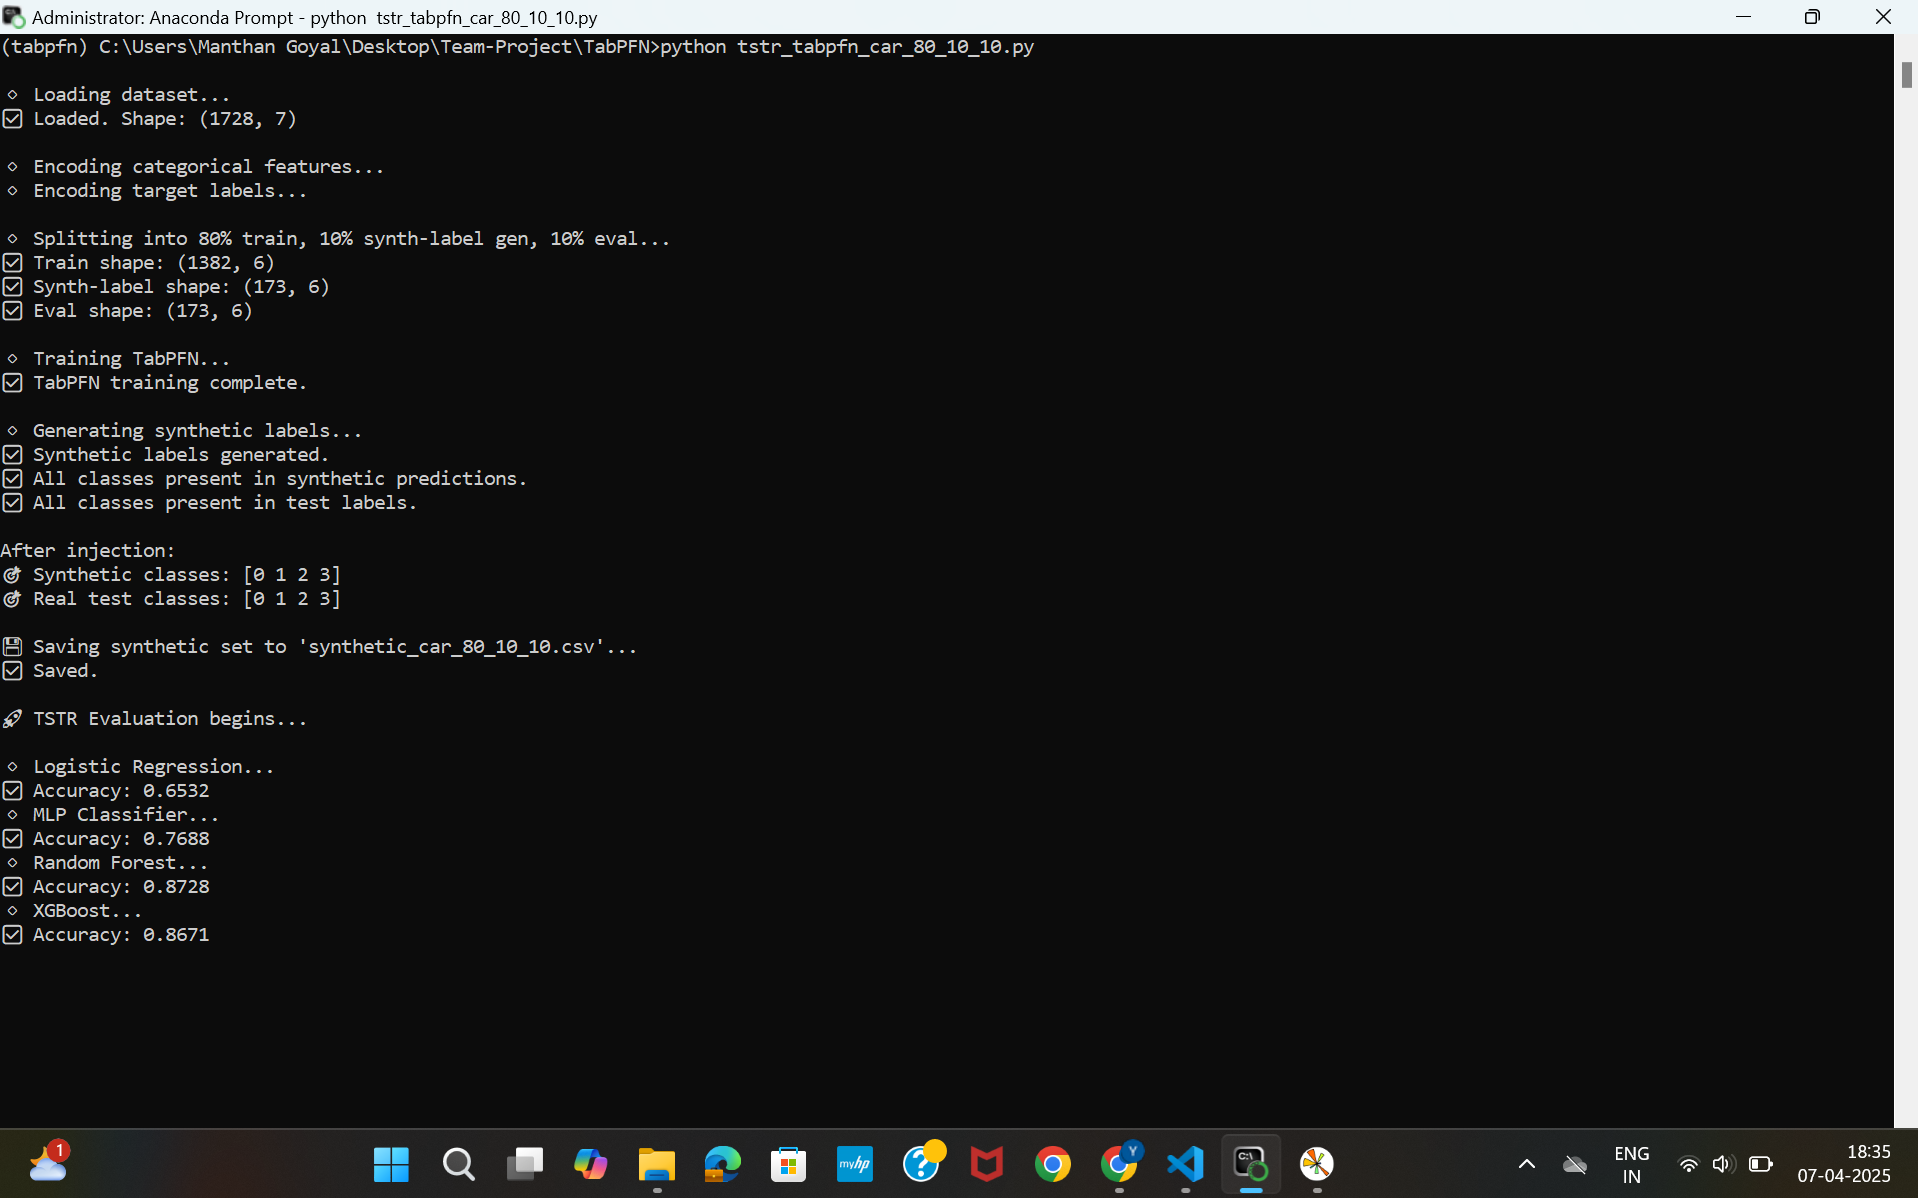 Administrator: Anaconda Prompt - python  tstr_tabpfn_car_80_10_10.py
(tabpfn) C:\Users\Manthan Goyal\Desktop\Team-Project\TabPFN>python tstr_tabpfn_car_80_10_10.py
Loading dataset...
Loaded. Shape: (1728, 7)
Encoding categorical features...
Encoding target labels...
Splitting into 80% train, 10% synth-label gen, 10% eval...
Train shape: (1382, 6)
Synth-label shape: (173, 6)
Eval shape: (173, 6)
Training TabPFN...
TabPFN training complete.
Generating synthetic labels...
Synthetic labels generated.
All classes present in synthetic predictions.
All classes present in test labels.
After injection:
Synthetic classes: [0 1 2 3]
Real test classes: [0 1 2 3]
Saving synthetic set to 'synthetic_car_80_10_10.csv'...
Saved.
TSTR Evaluation begins...
Logistic Regression...
Accuracy: 0.6532
MLP Classifier...
Accuracy: 0.7688
Random Forest...
Accuracy: 0.8728
XGBoost...
Accuracy: 0.8671
1
myhp
?
Y
C:\
ENG
IN
18:35
07-04-2025